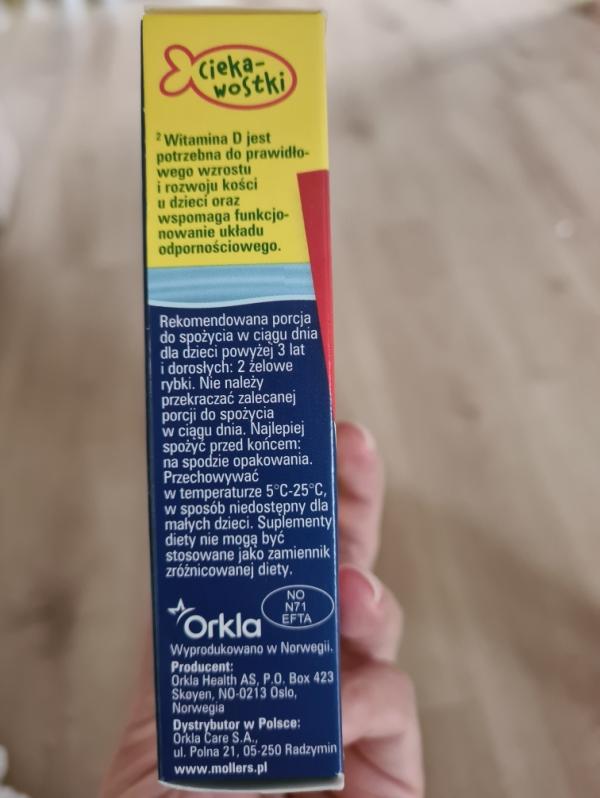 Cieka-
wostki
² Witamina D jest
potrzebna do prawidło-
wego wzrostu
i rozwoju kości
u dzieci oraz
wspomaga funkcjo-
nowanie układu
odpornościowego.
Rekomendowana porcja
do spożycia w ciągu dnia
dla dzieci powyżej 3 lat
i dorosłych: 2 żelowe
rybki. Nie należy
przekraczać zalecanej
porcji do spożycia
w ciągu dnia. Najlepiej
spożyć przed końcem:
na spodzie opakowania.
Przechowywać
w temperaturze 5°C-25°C,
w sposób niedostępny dla
małych dzieci. Suplementy
diety nie mogą być
stosowane jako zamiennik
zróżnicowanej diety.
Orkla
NO
N71
EFTA
Wyprodukowano w Norwegii.
Producent:
Orkla Health AS, P.O. Box 423
Skøyen, NO-0213 Oslo,
Norwegia
Dystrybutor w Polsce:
Orkla Care S.A.,
ul. Polna 21, 05-250 Radzymin
www.mollers.pl